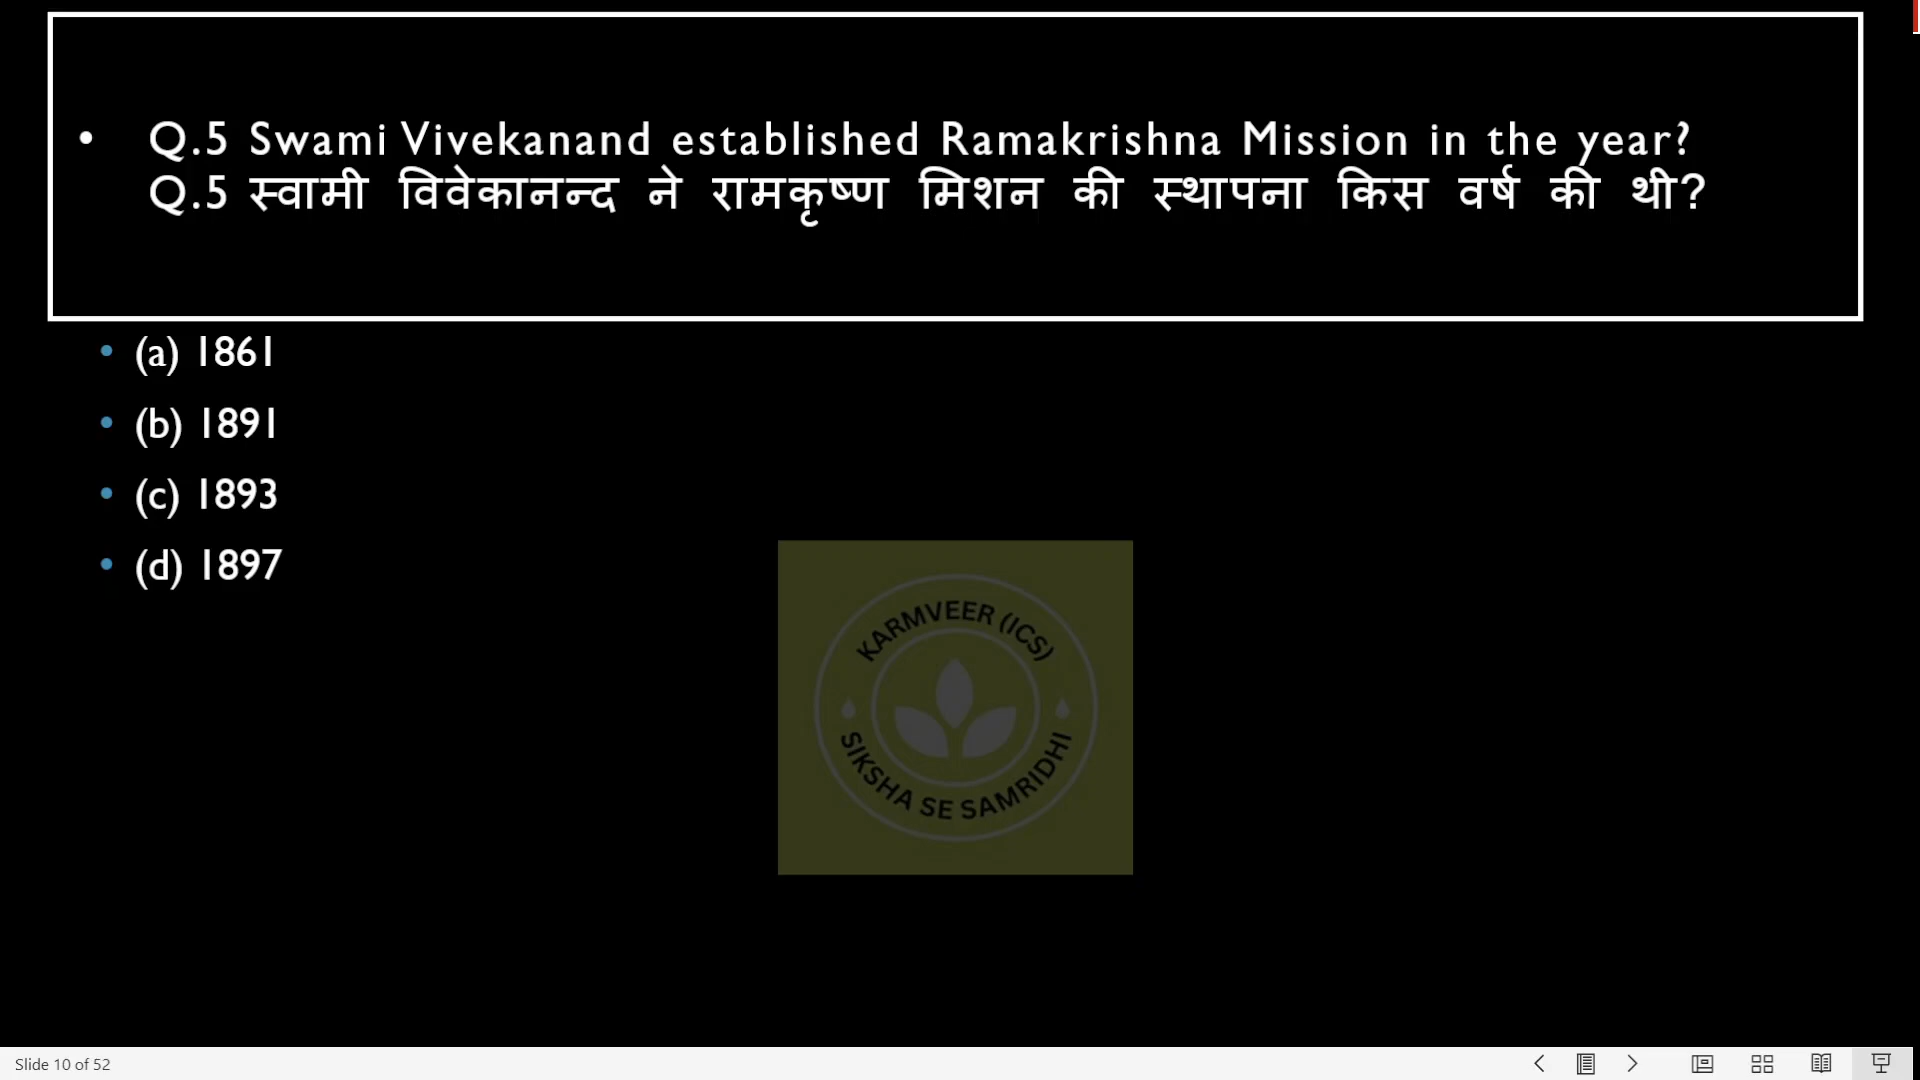 • Q.5 Swami Vivekanand established Ramakrishna Mission in the year?
Q.5 स्वामी विवेकानन्द ने रामकृष्ण मिशन की स्थापना किस वर्ष की थी?
• (a) 1861
• (b) 1891
• (c) 1893
• (d) 1897
KARMVEER (ICS)
SIKSHA SE SAMRIDHI
Slide 10 of 52